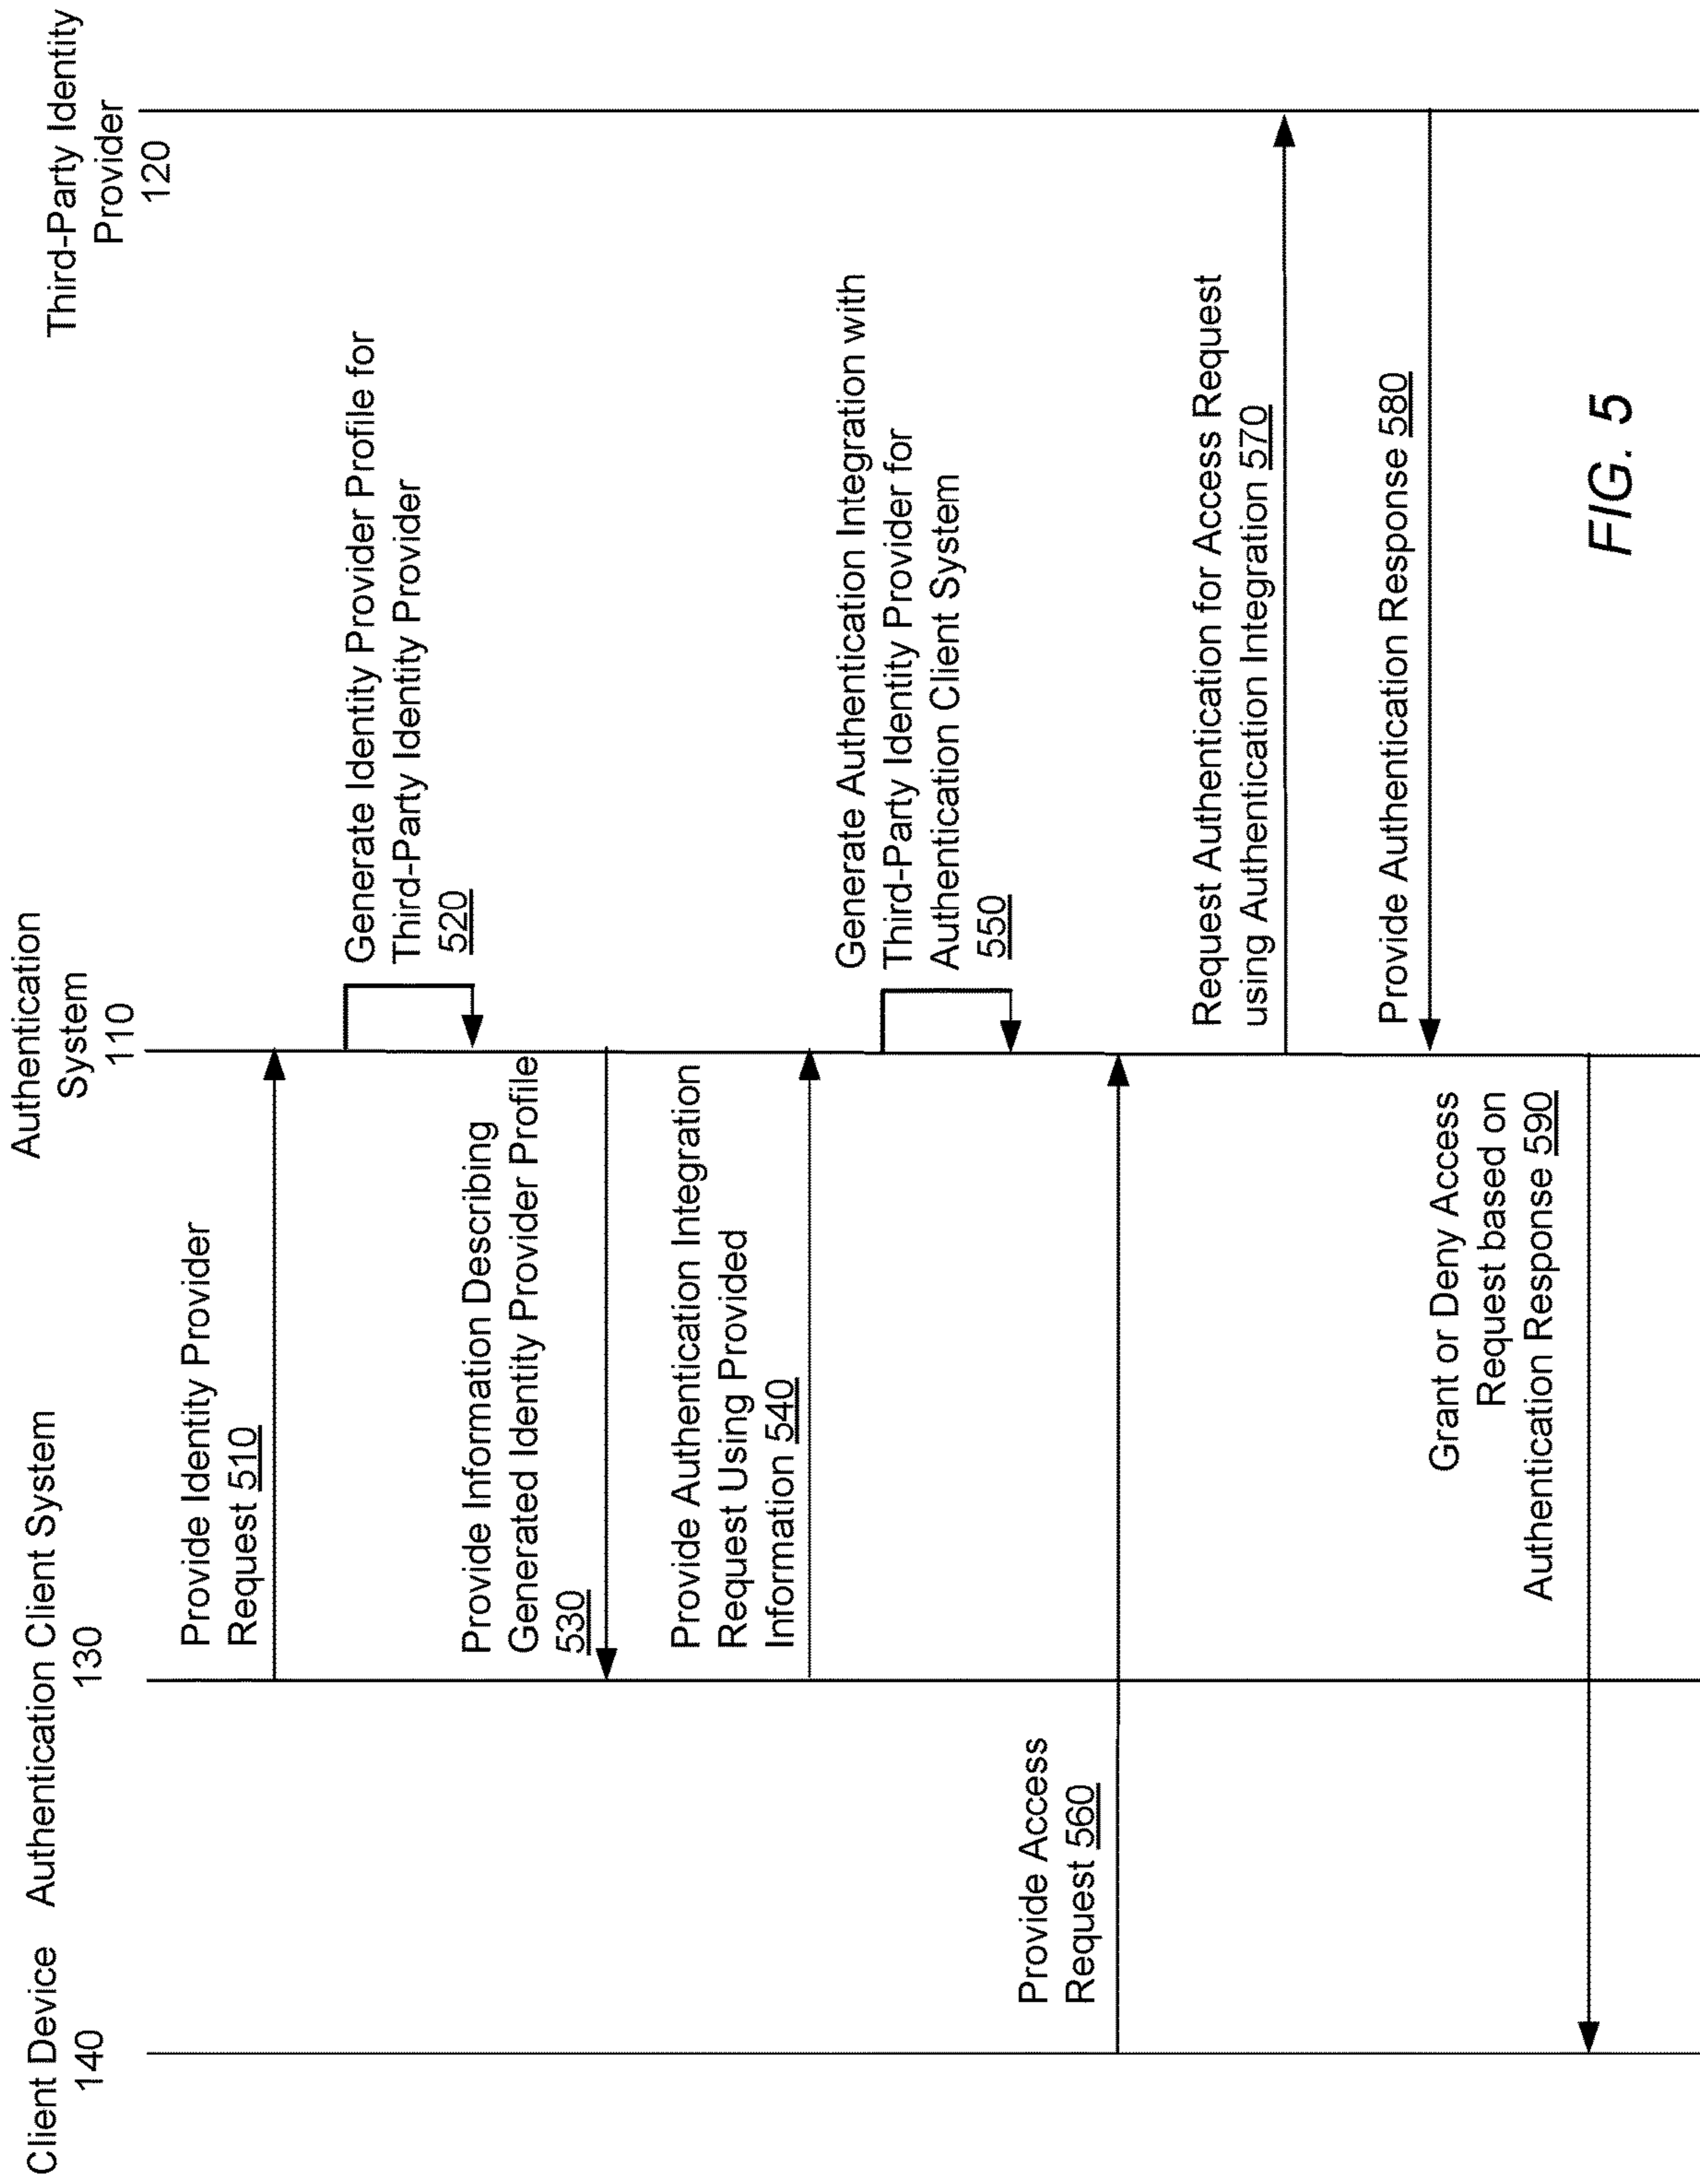 Client Device
140
Authentication Client System
130
Authentication
System
110
Third-Party Identity
Provider
120
Provide Identity Provider
Request 510
Generate Identity Provider Profile for
Third-Party Identity Provider
520
Provide Information Describing
Generated Identity Provider Profile
530
Provide Authentication Integration
Request Using Provided
Information 540
Generate Authentication Integration with
Third-Party Identity Provider for
Authentication Client System
550
Provide Access
Request 560
Request Authentication for Access Request
using Authentication Integration 570
Provide Authentication Response 580
Grant or Deny Access
Request based on
Authentication Response 590
FIG. 5